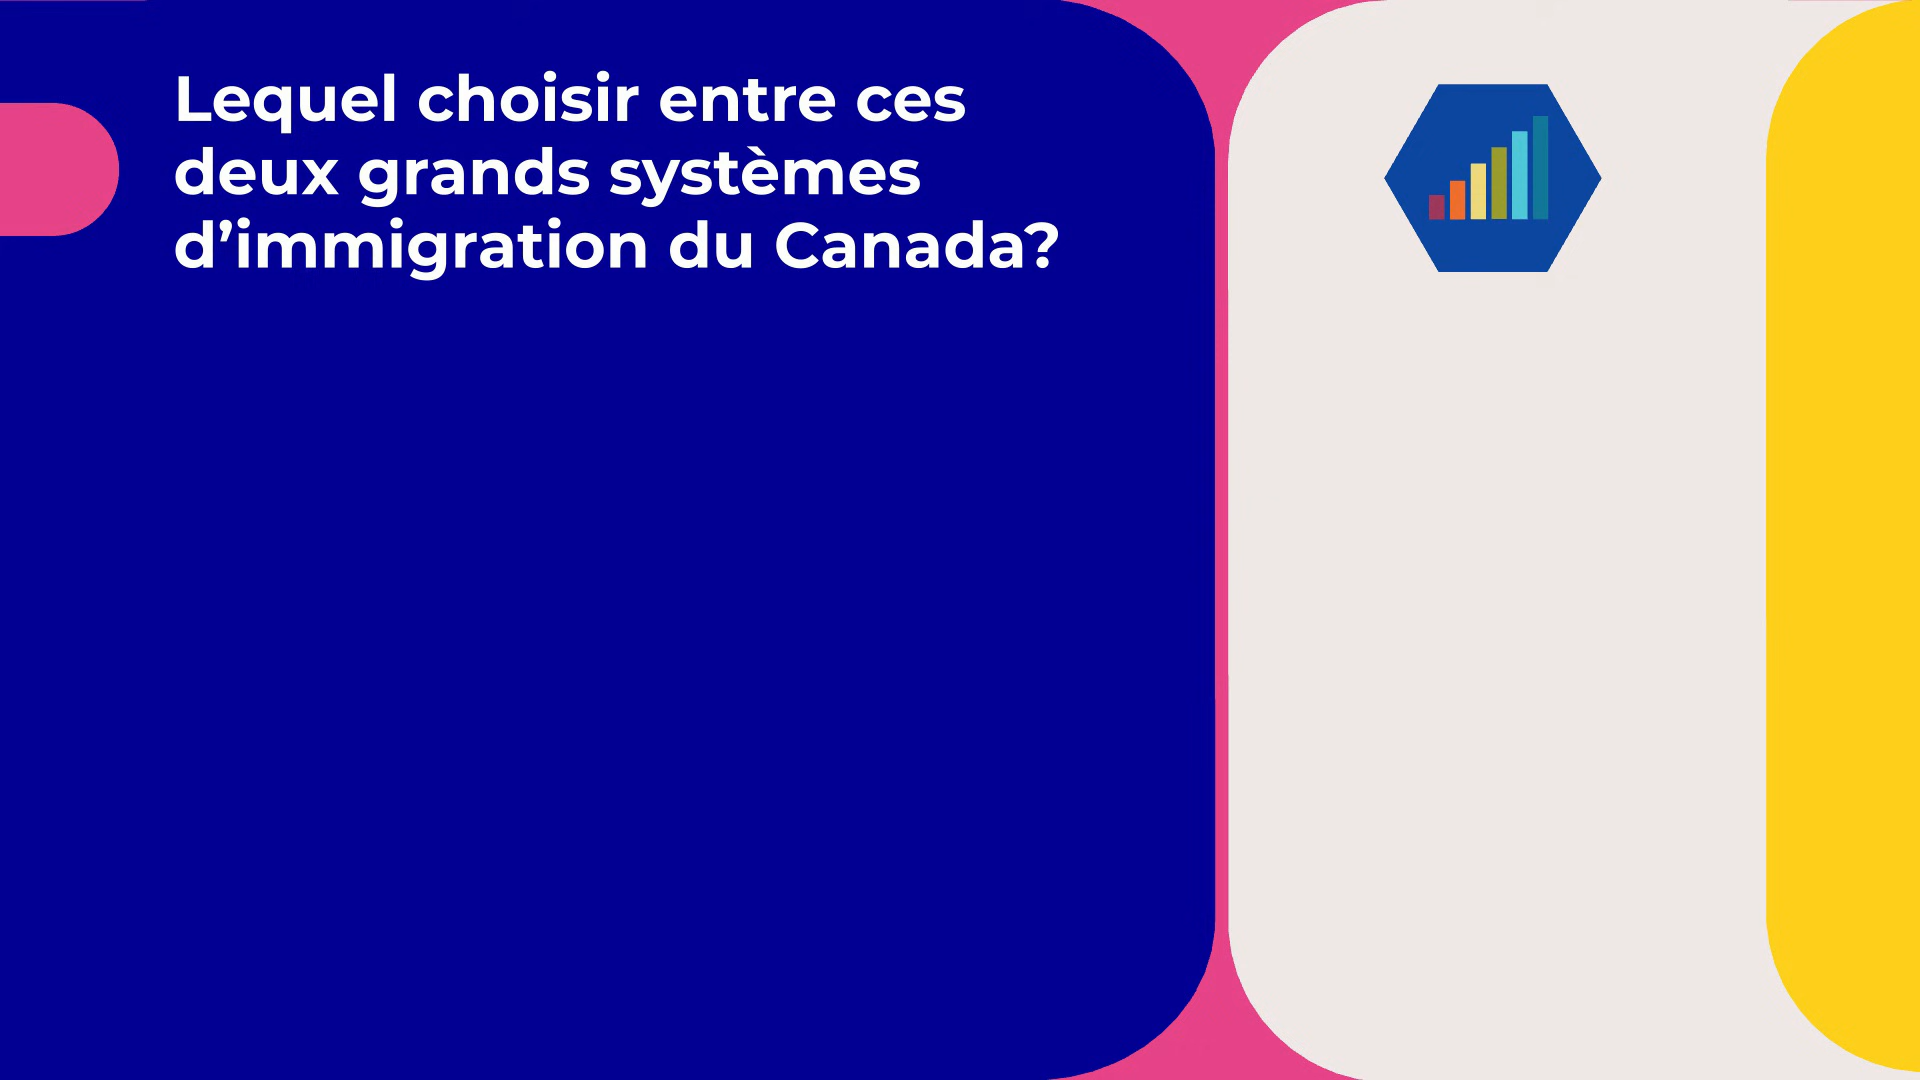 Lequel choisir entre ces
deux grands systèmes
d’immigration du Canada?